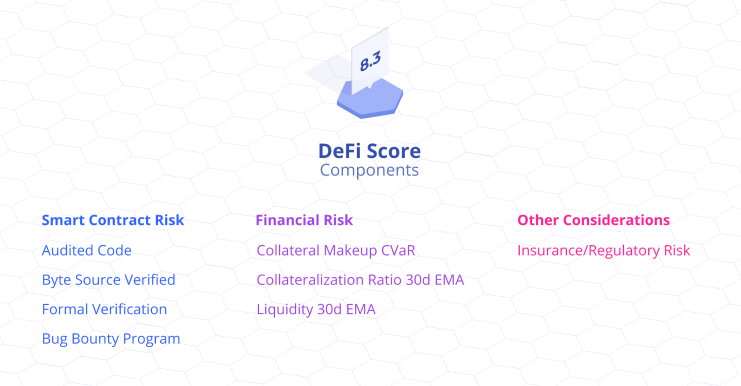 8.3
DeFi Score
Components
Smart Contract Risk
Audited Code
Byte Source Verified
Formal Verification
Bug Bounty Program
Financial Risk
Collateral Makeup CVaR
Collateralization Ratio 30d EMA
Liquidity 30d EMA
Other Considerations
Insurance/Regulatory Risk